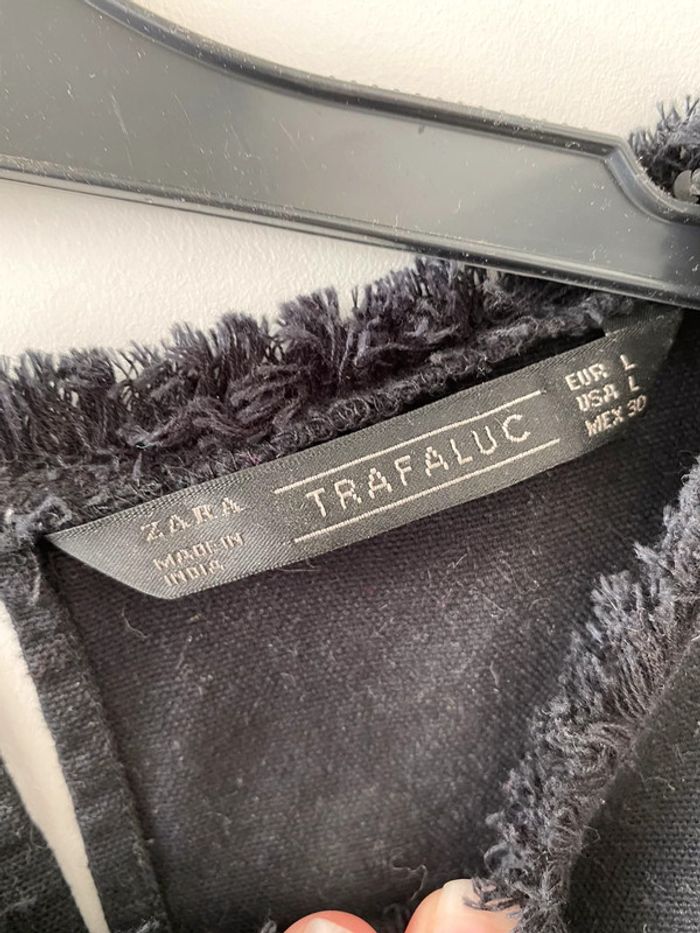 ZARA
MADE IN
INDIA
TRAFALUC
EUR L
USA L
MEX 30